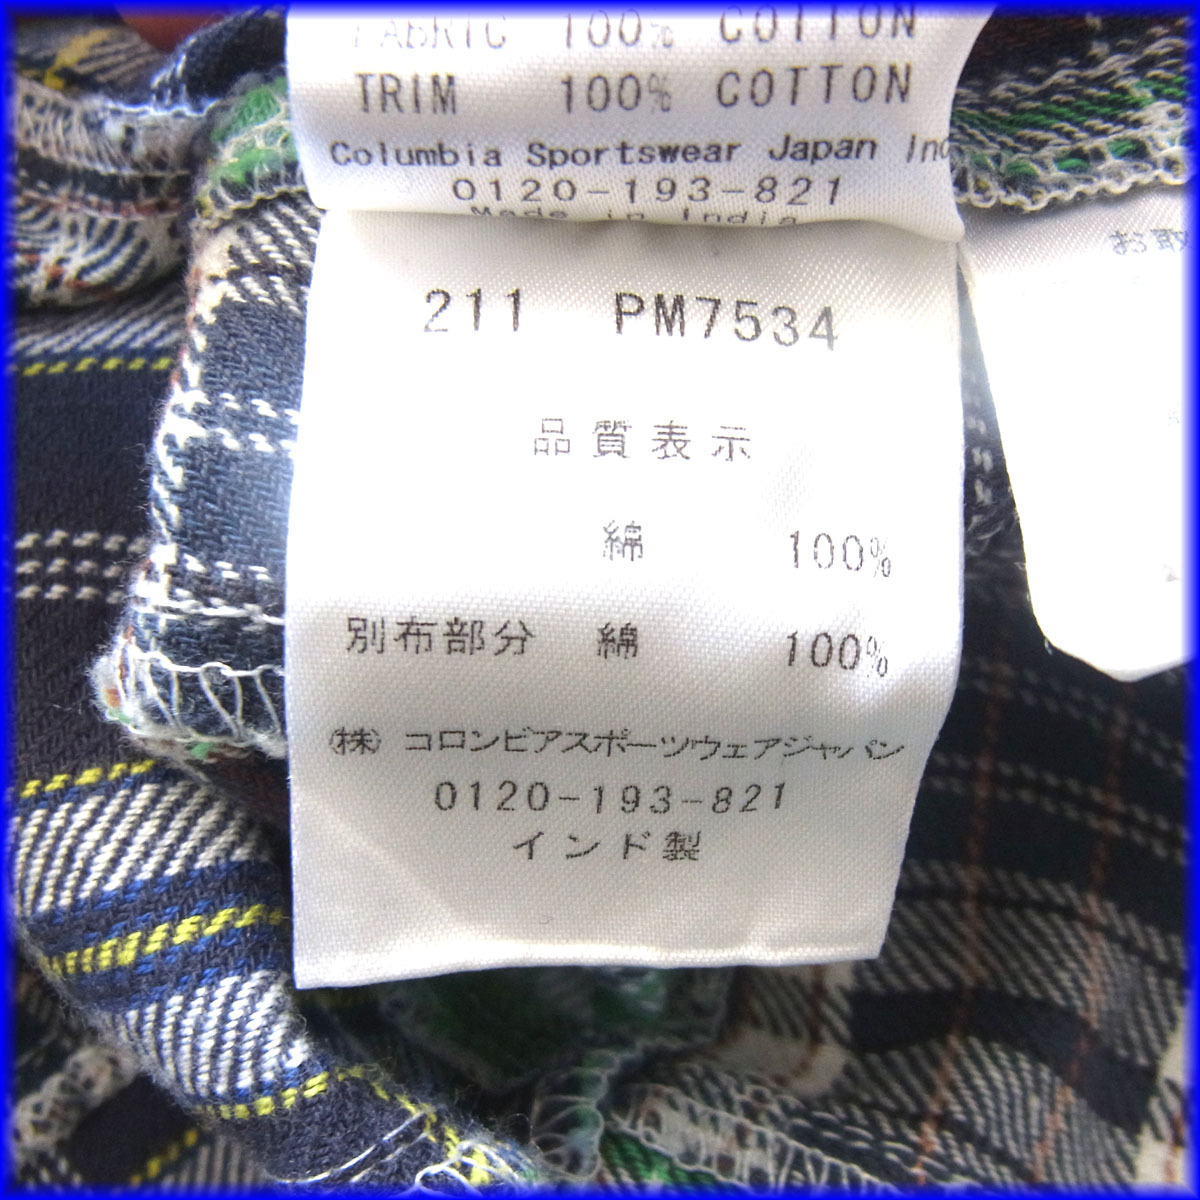 FABRIC 100% COTTON
TRIM 100% COTTON
Columbia Sportswear Japan Inc
0120-193-821
Made in India
211 PM7534
品質表示
綿 100%
別布部分 綿 100%
㈱ コロンビアスポーツウェアジャパン
0120-193-821
インド製
お取